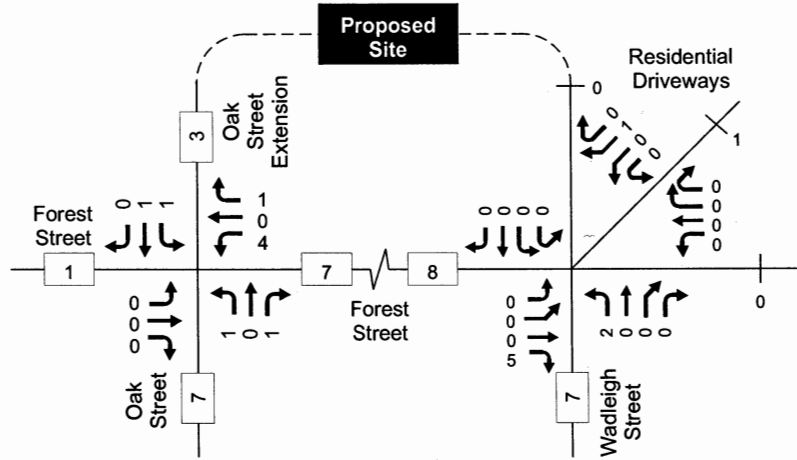 Proposed
Site
Residential
Driveways
0
1
0
1
0
0
3
Oak
Street
Extension
Forest
Street
0 1 1
1
0
4
0 0 0 0
0
0
0
0
1
7
8
0
0
0
0
1 0 1
Forest
Street
0
0
0
5
2 0 0 0
7
Oak
Street
7
Wadleigh
Street